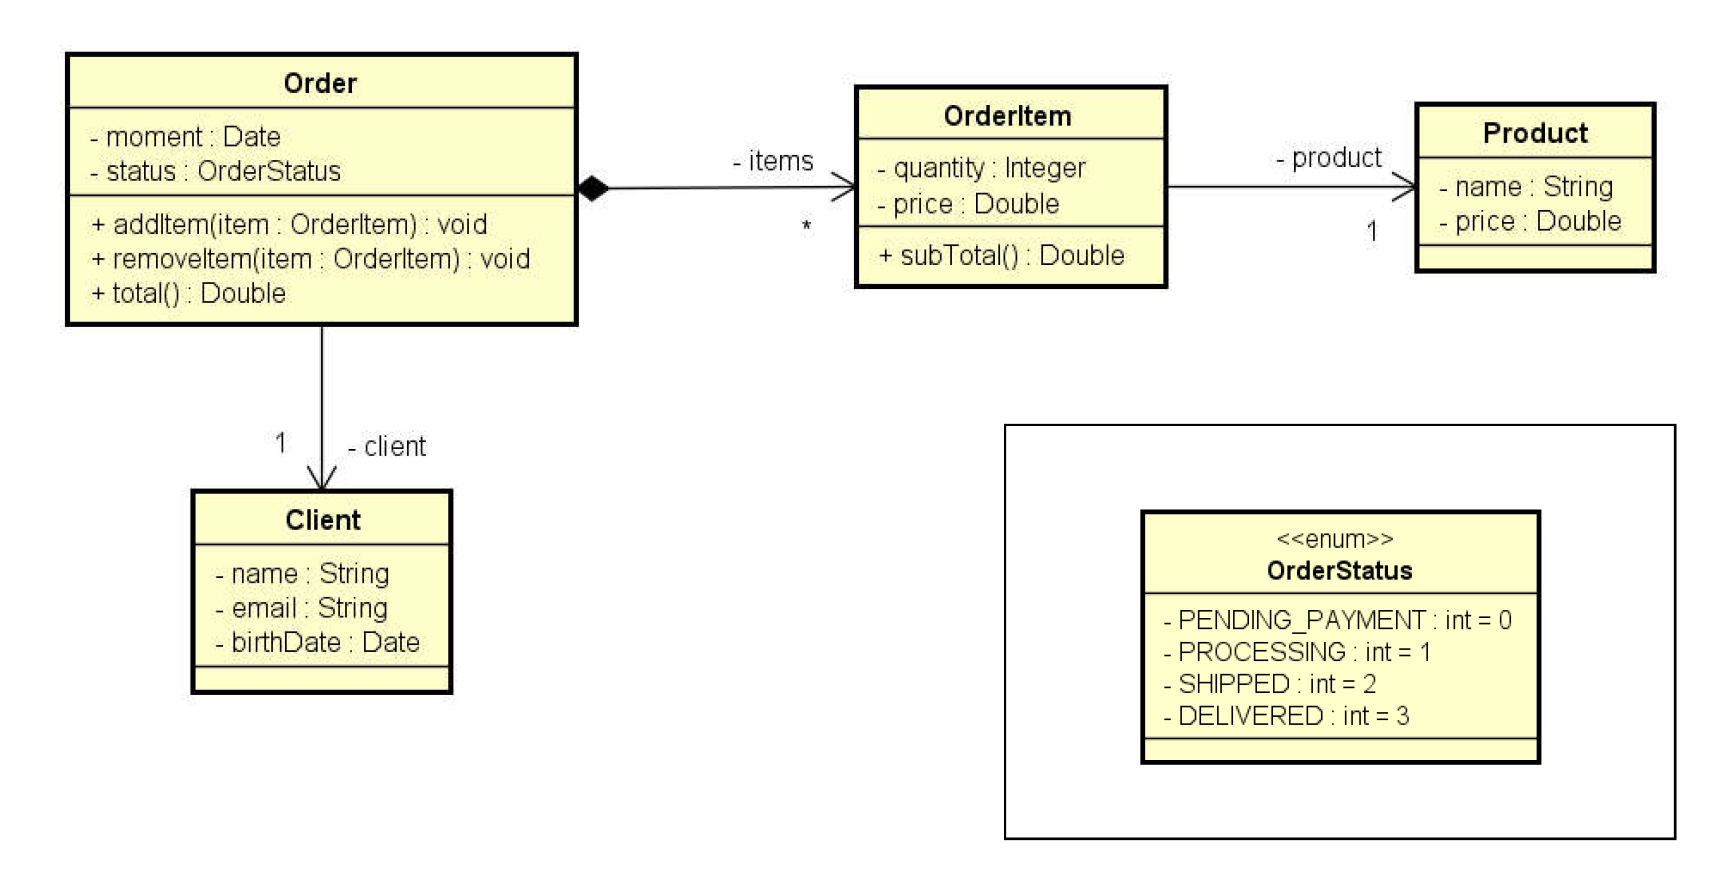 Order
- moment : Date
- status : OrderStatus
+ addItem(item : OrderItem) : void
+ removeItem(item : OrderItem) : void
+ total() : Double
- items
*
OrderItem
- quantity : Integer
- price : Double
+ subTotal() : Double
- product
1
Product
- name : String
- price : Double
1
- client
Client
- name : String
- email : String
- birthDate : Date
<<enum>>
OrderStatus
- PENDING_PAYMENT : int = 0
- PROCESSING : int = 1
- SHIPPED : int = 2
- DELIVERED : int = 3